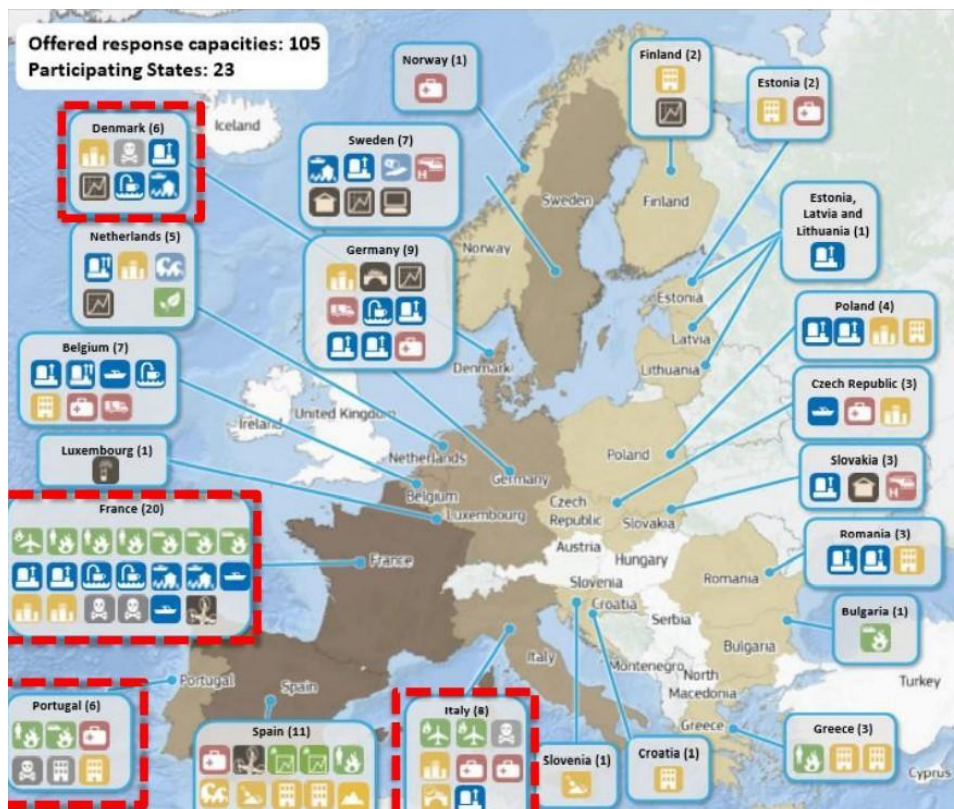 Offered response capacities: 105
Participating States: 23
Norway (1)
Finland (2)
Estonia (2)
Iceland
Denmark (6)
Sweden (7)
H
Sweden
Finland
Estonia,
Latvia and
Lithuania (1)
Netherlands (5)
Germany (9)
Norway
Estonia
Latvia
Poland (4)
Belgium (7)
Denmark
Lithuania
Czech Republic (3)
United Kingdom
Ireland
Luxembourg (1)
Netherlands
Poland
Germany
Slovakia (3)
H
Belgium
Czech
Republic
Luxembourg
Slovakia
France (20)
Austria
Hungary
Romania (3)
France
Slovenia
Romania
Croatia
Bulgaria (1)
Serbia
Italy
Bulgaria
Montenegro
North
Macedonia
Portugal
Spain
Turkey
Portugal (6)
Spain (11)
Italy (8)
Greece
Greece (3)
Slovenia (1)
Croatia (1)
Cyprus